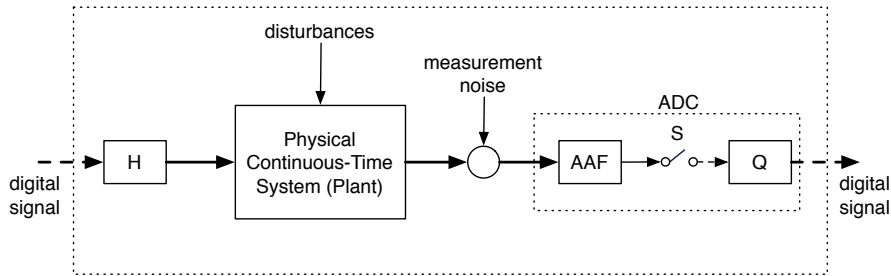 disturbances
measurement
noise
ADC
digital
signal
H
Physical
Continuous-Time
System (Plant)
AAF
S
Q
digital
signal